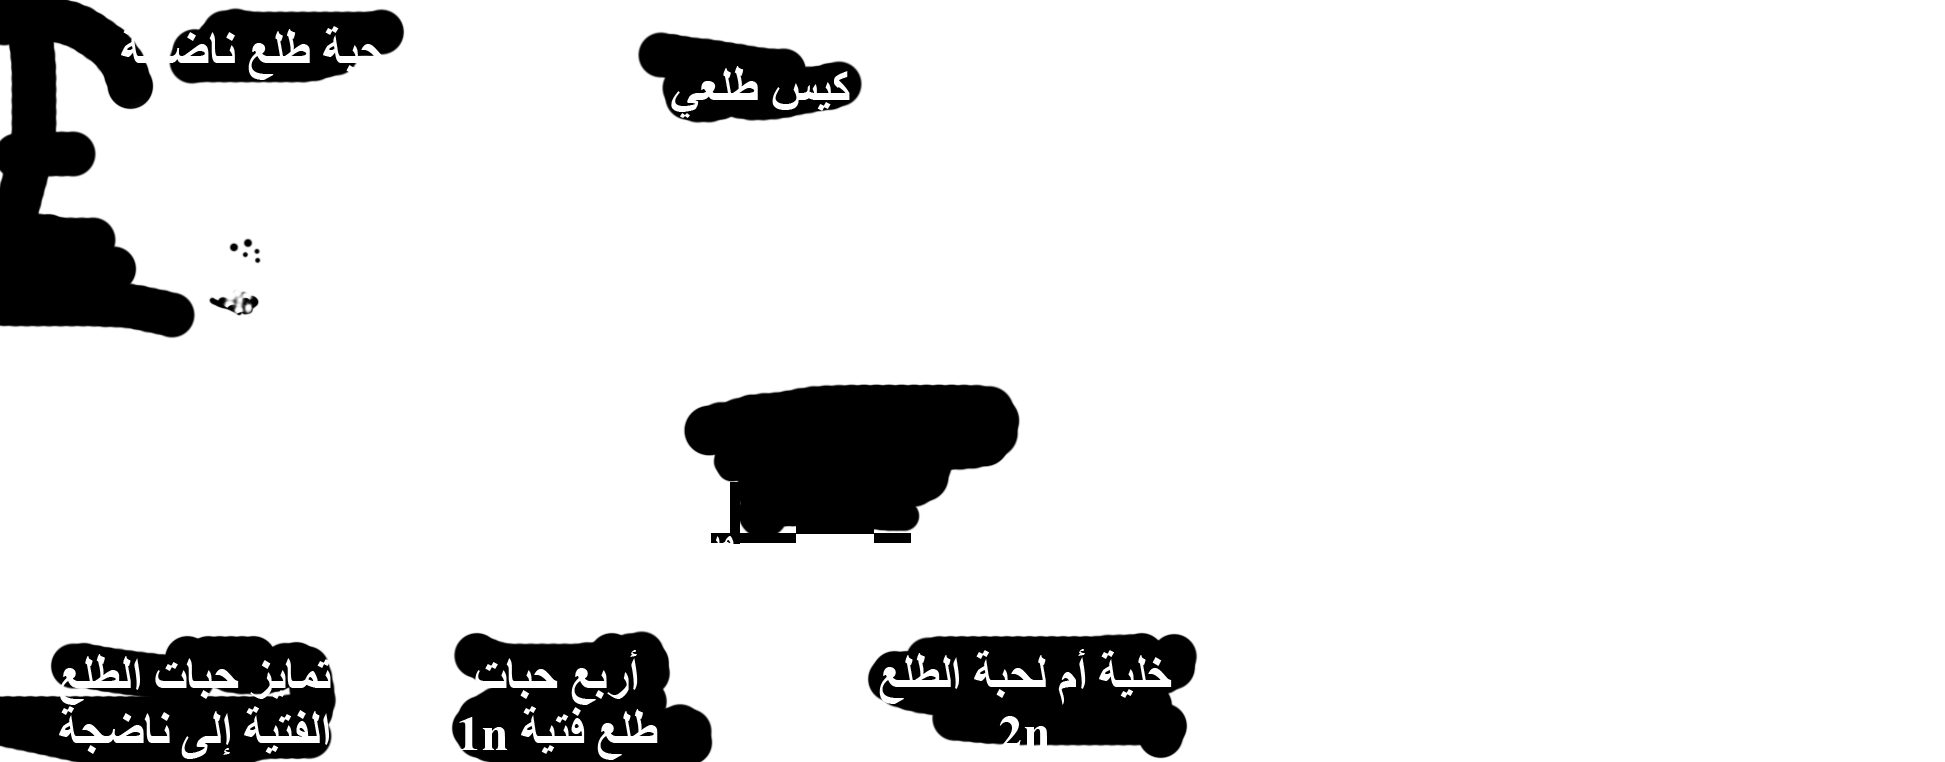 حبة طلع ناضجة
كيس طلعي
خلية أم لحبة الطلع
2n
أربع حبات
طلع فتية 1n
تمايز حبات الطلع
الفتية إلى ناضجة